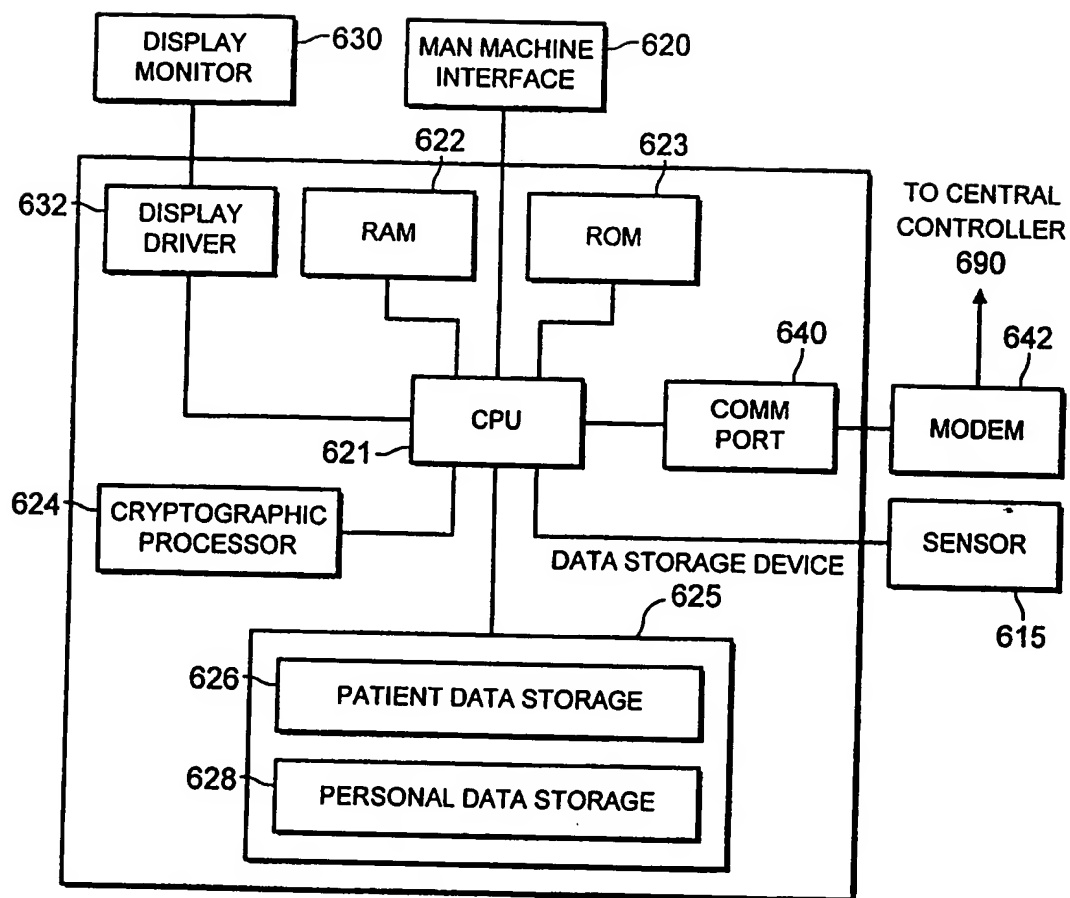 DISPLAY
MONITOR
630
MAN MACHINE
INTERFACE
620
632
DISPLAY
DRIVER
622
RAM
623
ROM
TO CENTRAL
CONTROLLER
690
640
COMM
PORT
642
MODEM
CPU
621
624
CRYPTOGRAPHIC
PROCESSOR
SENSOR
615
DATA STORAGE DEVICE
625
626
PATIENT DATA STORAGE
628
PERSONAL DATA STORAGE